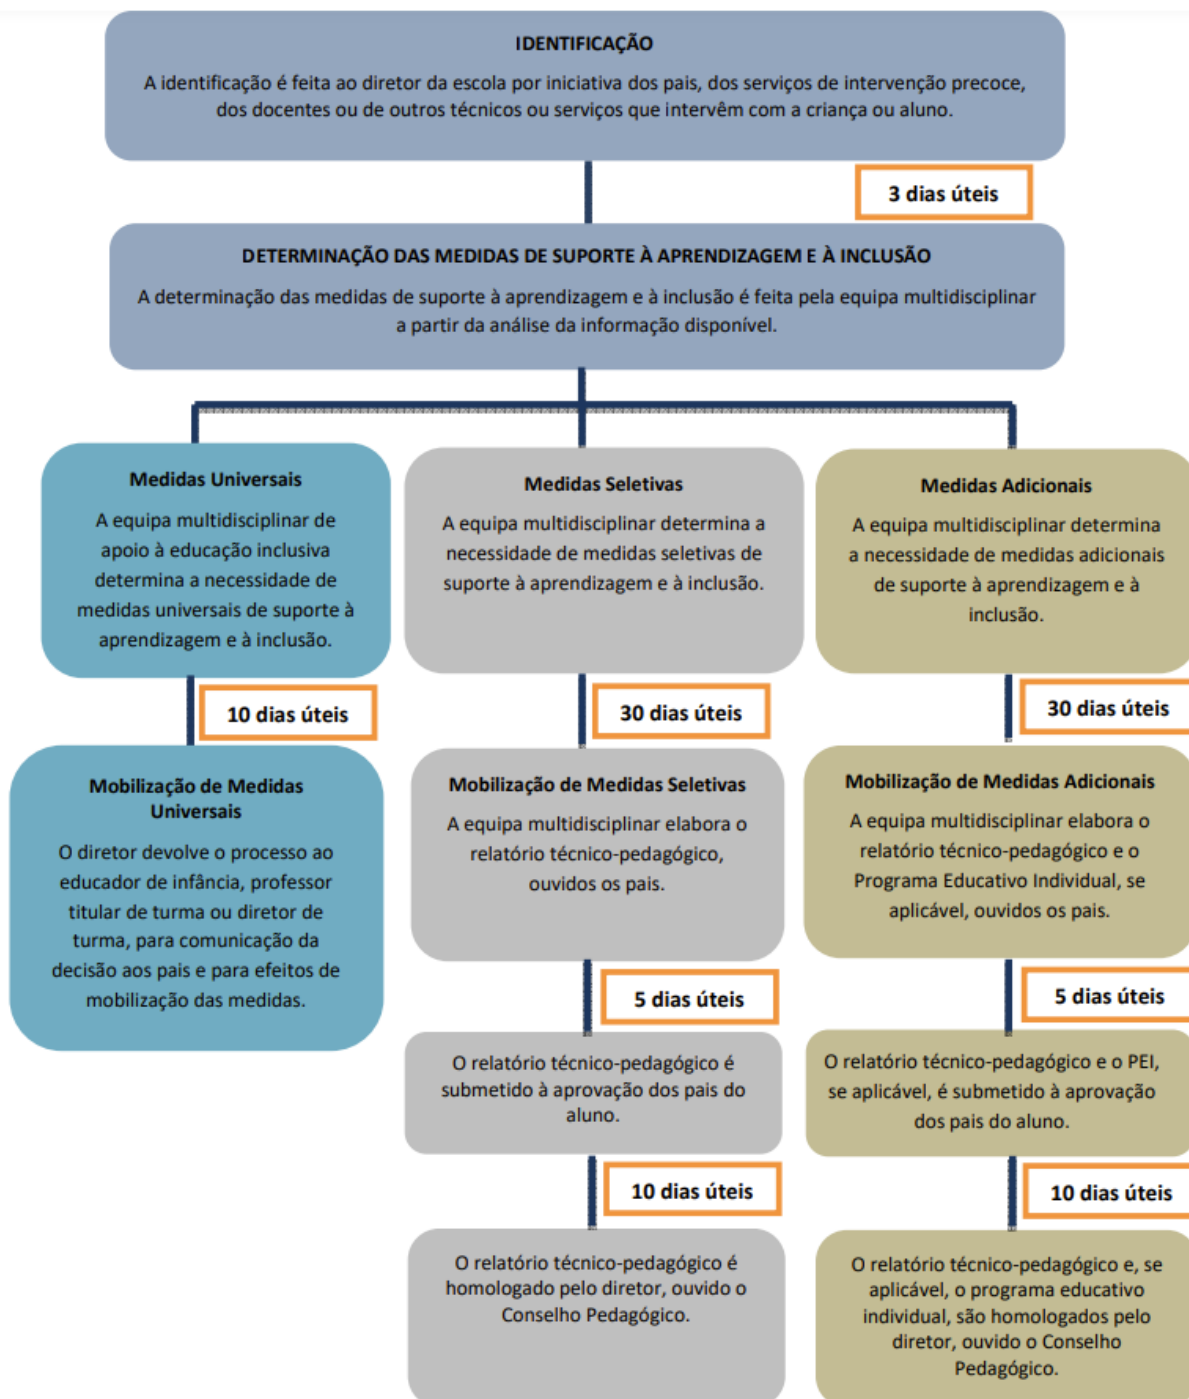 IDENTIFICAÇÃO
A identificação é feita ao diretor da escola por iniciativa dos pais, dos serviços de intervenção precoce,
dos docentes ou de outros técnicos ou serviços que intervêm com a criança ou aluno.
3 dias úteis
DETERMINAÇÃO DAS MEDIDAS DE SUPORTE À APRENDIZAGEM E À INCLUSÃO
A determinação das medidas de suporte à aprendizagem e à inclusão é feita pela equipa multidisciplinar
a partir da análise da informação disponível.
Medidas Universais
A equipa multidisciplinar de
apoio à educação inclusiva
determina a necessidade de
medidas universais de suporte à
aprendizagem e à inclusão.
10 dias úteis
Mobilização de Medidas
Universais
O diretor devolve o processo ao
educador de infância, professor
titular de turma ou diretor de
turma, para comunicação da
decisão aos pais e para efeitos de
mobilização das medidas.
Medidas Seletivas
A equipa multidisciplinar determina a
necessidade de medidas seletivas de
suporte à aprendizagem e à inclusão.
30 dias úteis
Mobilização de Medidas Seletivas
A equipa multidisciplinar elabora o
relatório técnico-pedagógico,
ouvidos os pais.
5 dias úteis
O relatório técnico-pedagógico é
submetido à aprovação dos pais do
aluno.
10 dias úteis
O relatório técnico-pedagógico é
homologado pelo diretor, ouvido o
Conselho Pedagógico.
Medidas Adicionais
A equipa multidisciplinar determina
a necessidade de medidas adicionais
de suporte à aprendizagem e à
inclusão.
30 dias úteis
Mobilização de Medidas Adicionais
A equipa multidisciplinar elabora o
relatório técnico-pedagógico e o
Programa Educativo Individual, se
aplicável, ouvidos os pais.
5 dias úteis
O relatório técnico-pedagógico e o PEI,
se aplicável, é submetido à aprovação
dos pais do aluno.
10 dias úteis
O relatório técnico-pedagógico e, se
aplicável, o programa educativo
individual, são homologados pelo
diretor, ouvido o Conselho
Pedagógico.